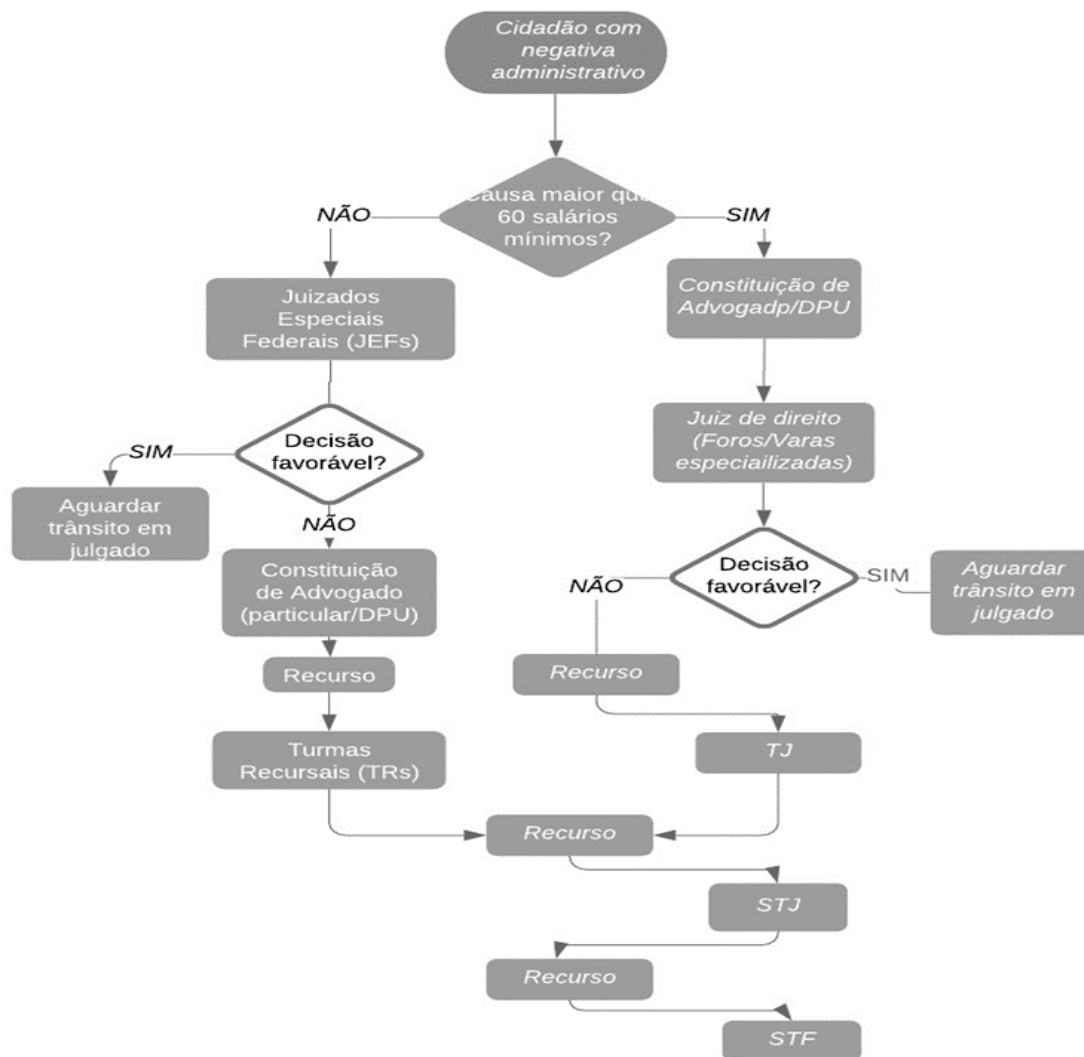 Cidadão com
negativa
administrativo
Causa maior que
60 salários
mínimos?
NÃO
SIM
Juizados
Especiais
Federais (JEFs)
Constituição de
Advogadp/DPU
Decisão
favorável?
SIM
NÃO
Aguardar
trânsito em
julgado
Constituição
de Advogado
(particular/DPU)
Recurso
Turmas
Recursais (TRs)
Juiz de direito
(Foros/Varas
especiailizadas)
Decisão
favorável?
NÃO
SIM
Aguardar
trânsito em
julgado
Recurso
TJ
Recurso
STJ
Recurso
STF